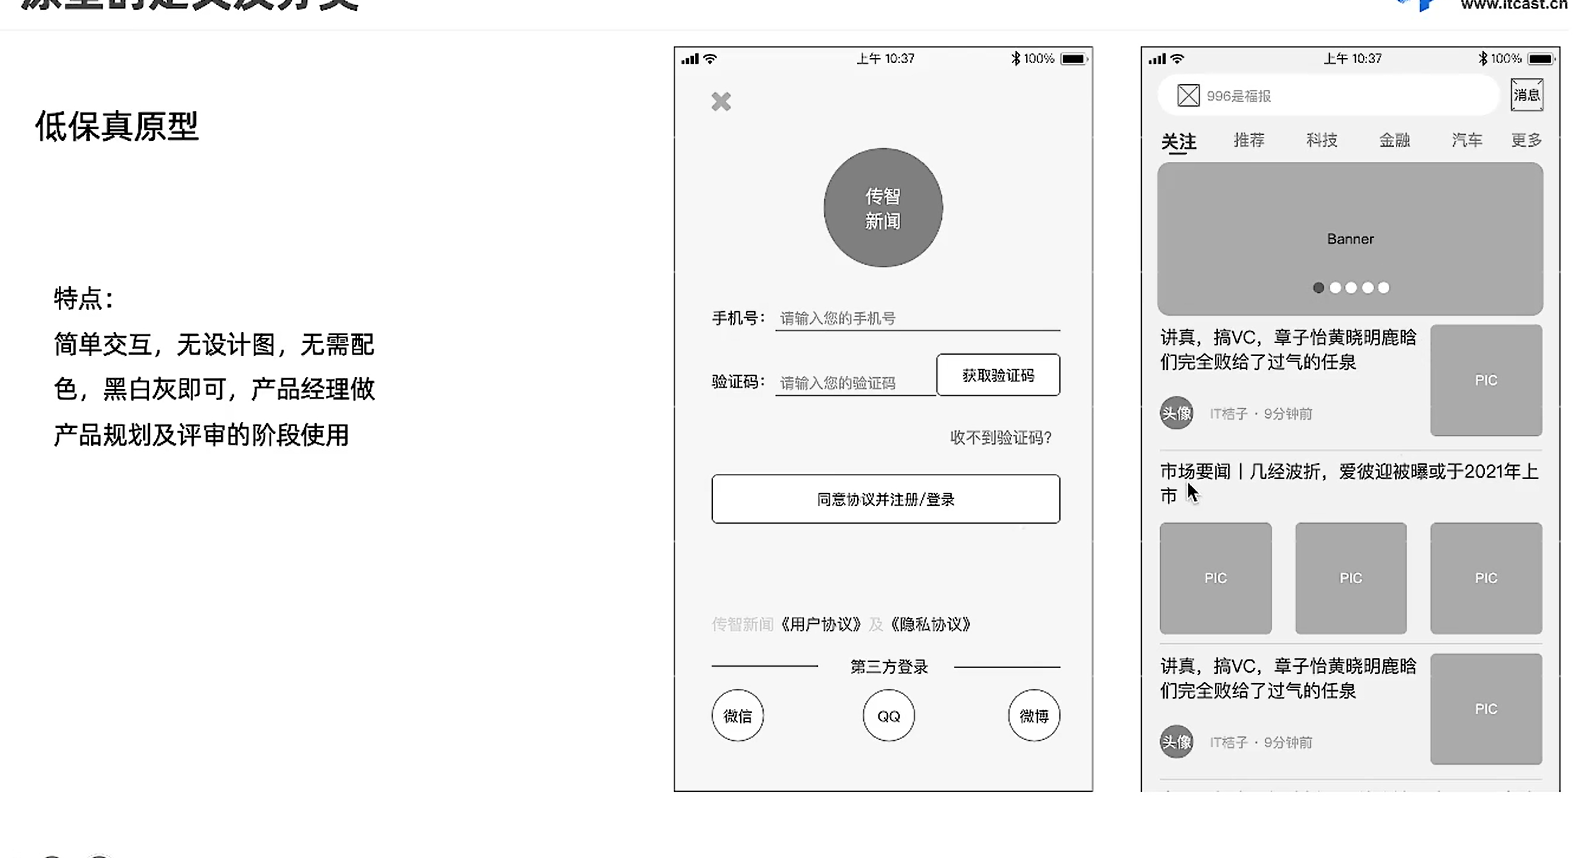 原型的定义及分类
www.itcast.cn
低保真原型
特点：
简单交互，无设计图，无需配
色，黑白灰即可，产品经理做
产品规划及评审的阶段使用
上午 10:37
100%
传智
新闻
手机号： 请输入您的手机号
验证码： 请输入您的验证码 获取验证码
收不到验证码?
同意协议并注册/登录
传智新闻《用户协议》及《隐私协议》
第三方登录
微信 QQ 微博
上午 10:37
100%
996是福报
消息
关注 推荐 科技 金融 汽车 更多
Banner
讲真，搞VC，章子怡黄晓明鹿晗
们完全败给了过气的任泉
PIC
头像 IT桔子 · 9分钟前
市场要闻丨几经波折，爱彼迎被曝或于2021年上
市
PIC PIC PIC
讲真，搞VC，章子怡黄晓明鹿晗
们完全败给了过气的任泉
PIC
头像 IT桔子 · 9分钟前